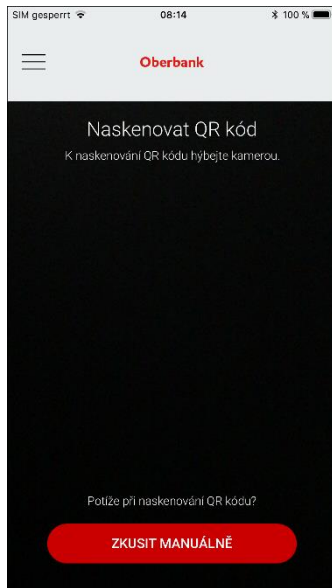 SIM gesperrt 08:14 100 %
Oberbank
Naskenovat QR kód
K naskenování QR kódu hýbejte kamerou.
Potíže při naskenování QR kódu?
ZKUSIT MANUÁLNĚ